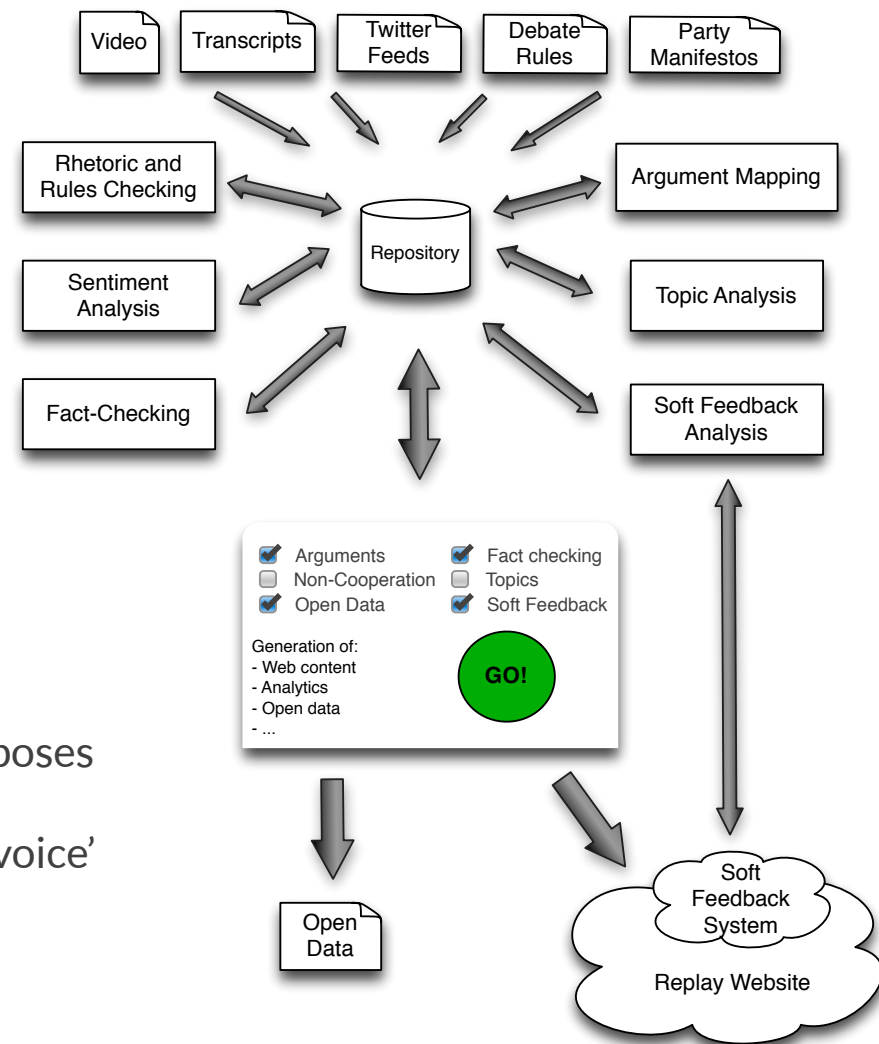 Video
Transcripts
Twitter
Feeds
Debate
Rules
Party
Manifestos
Rhetoric and
Rules Checking
Argument Mapping
Repository
Sentiment
Analysis
Topic Analysis
Fact-Checking
Soft Feedback
Analysis
Arguments
Fact checking
Non-Cooperation
Topics
Open Data
Soft Feedback
Generation of:
- Web content
- Analytics
- Open data
- ...
GO!
poses
voice’
Open
Data
Soft
Feedback
System
Replay Website